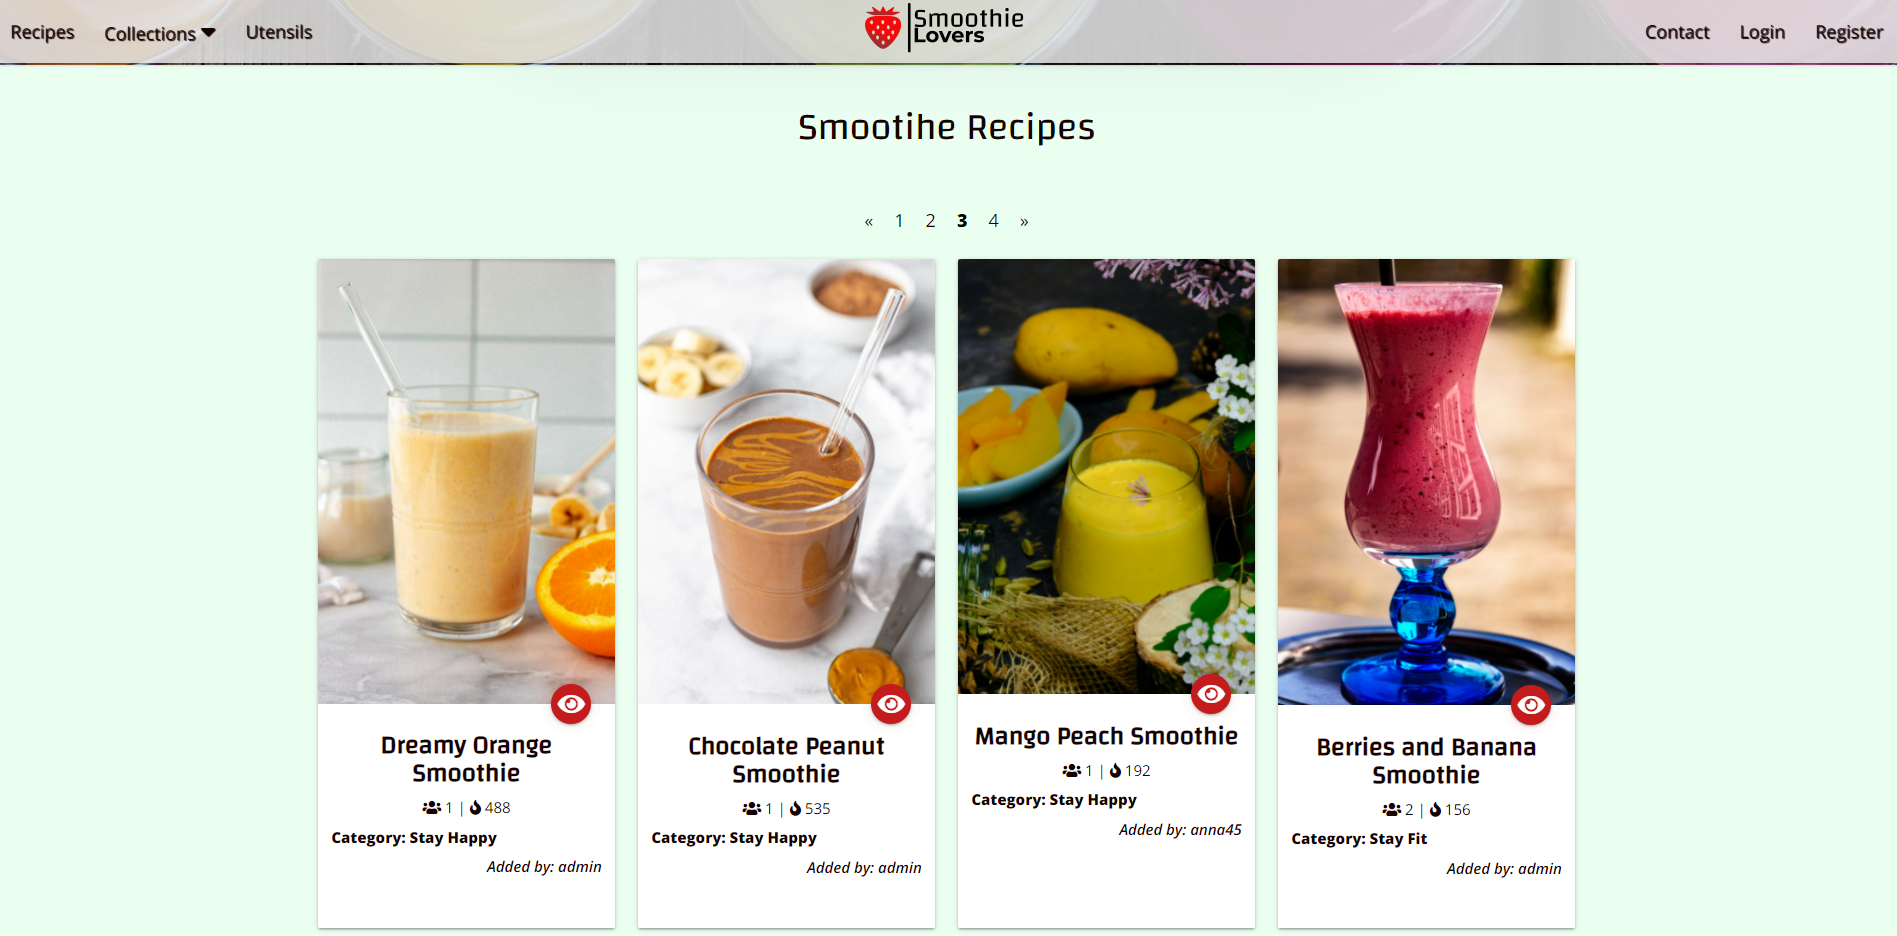 Recipes
Collections
Utensils
Smoothie
Lovers
Contact
Login
Register
Smootihe Recipes
« 1 2 3 4 »
Dreamy Orange
Smoothie
1 | 488
Category: Stay Happy
Added by: admin
Chocolate Peanut
Smoothie
1 | 535
Category: Stay Happy
Added by: admin
Mango Peach Smoothie
1 | 192
Category: Stay Happy
Added by: anna45
Berries and Banana
Smoothie
2 | 156
Category: Stay Fit
Added by: admin